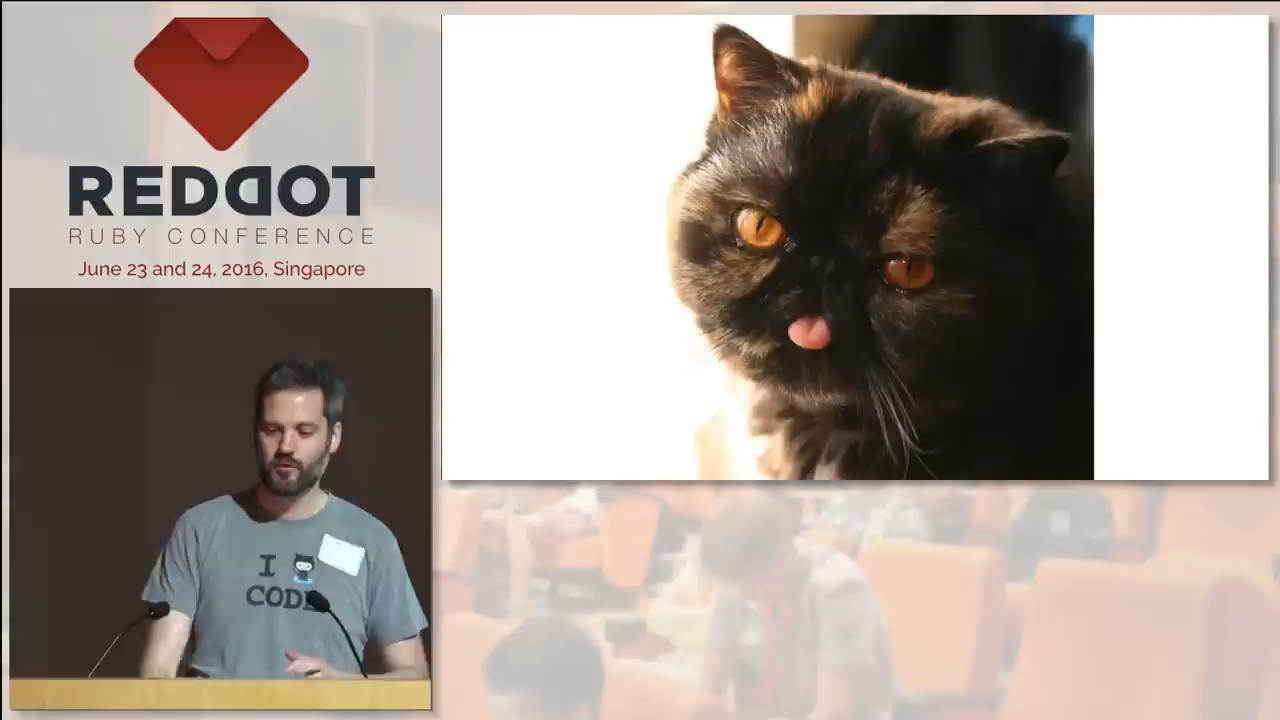 REDDOT
RUBY CONFERENCE
June 23 and 24, 2016, Singapore
I
CODE